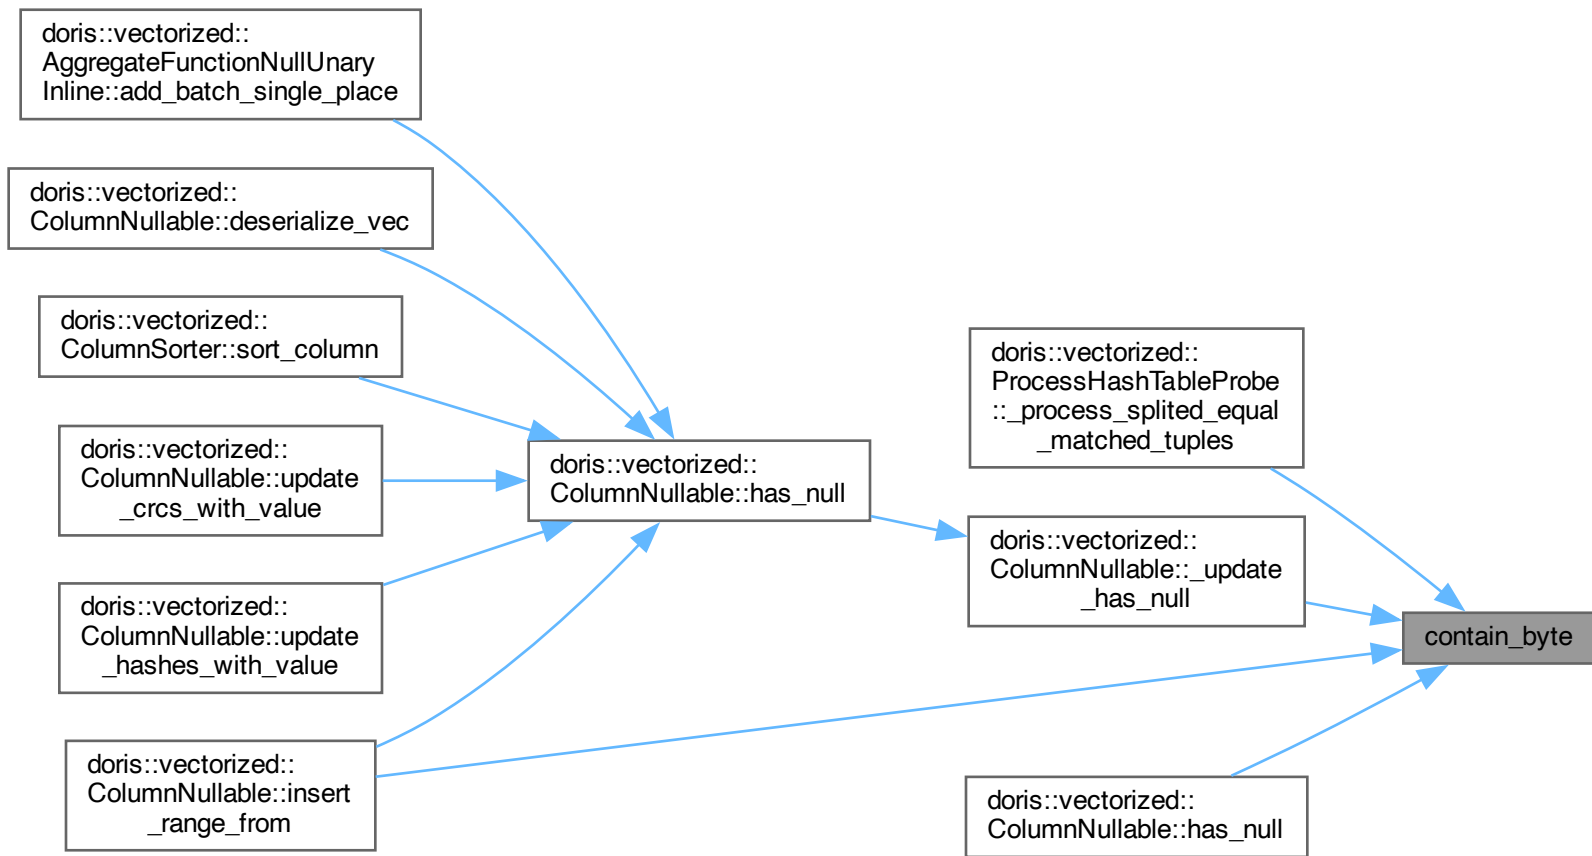 doris::vectorized::
AggregateFunctionNullUnary
Inline::add_batch_single_place
doris::vectorized::
ColumnNullable::deserialize_vec
doris::vectorized::
ColumnSorter::sort_column
doris::vectorized::
ColumnNullable::update
_crcs_with_value
doris::vectorized::
ColumnNullable::update
_hashes_with_value
doris::vectorized::
ColumnNullable::insert
_range_from
doris::vectorized::
ColumnNullable::has_null
doris::vectorized::
ProcessHashTableProbe
::_process_splited_equal
_matched_tuples
doris::vectorized::
ColumnNullable::_update
_has_null
doris::vectorized::
ColumnNullable::has_null
contain_byte